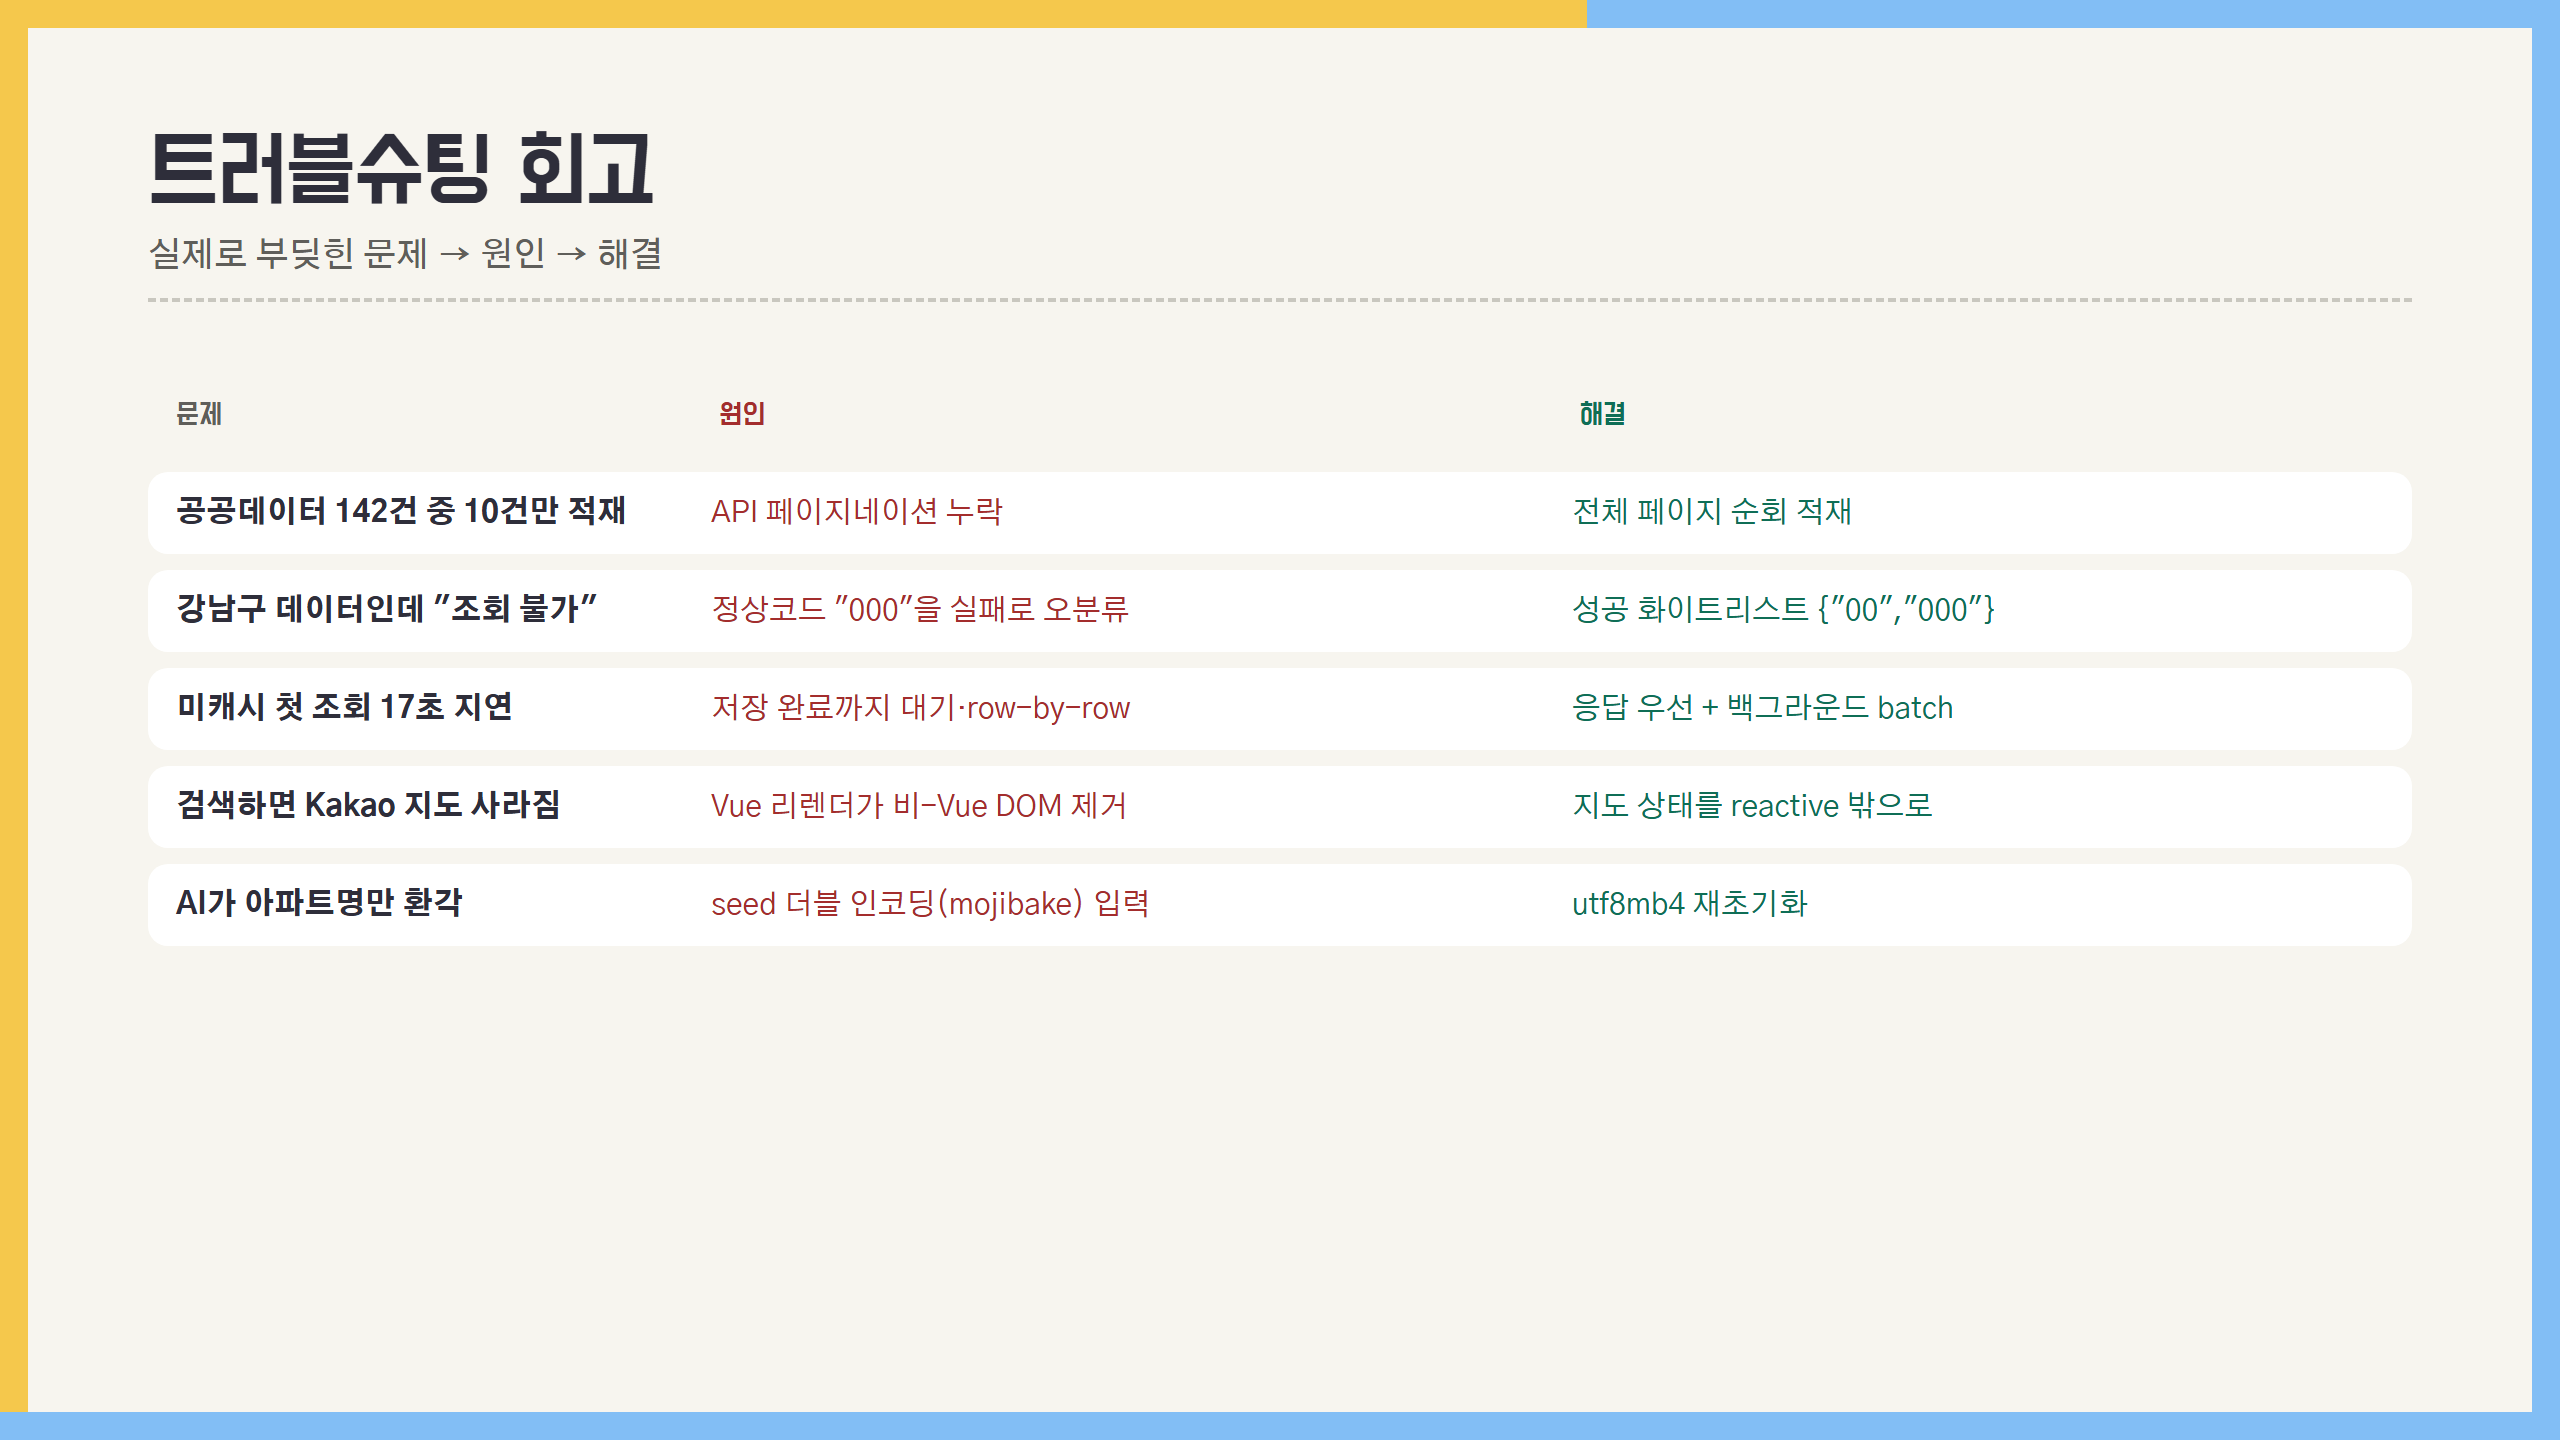 트러블슈팅 회고
실제로 부딪힌 문제 → 원인 → 해결
문제 원인 해결
공공데이터 142건 중 10건만 적재 API 페이지네이션 누락 전체 페이지 순회 적재
강남구 데이터인데 "조회 불가" 정상코드 "000"을 실패로 오분류 성공 화이트리스트 {"00","000"}
미캐시 첫 조회 17초 지연 저장 완료까지 대기·row-by-row 응답 우선 + 백그라운드 batch
검색하면 Kakao 지도 사라짐 Vue 리렌더가 비-Vue DOM 제거 지도 상태를 reactive 밖으로
AI가 아파트명만 환각 seed 더블 인코딩(mojibake) 입력 utf8mb4 재초기화